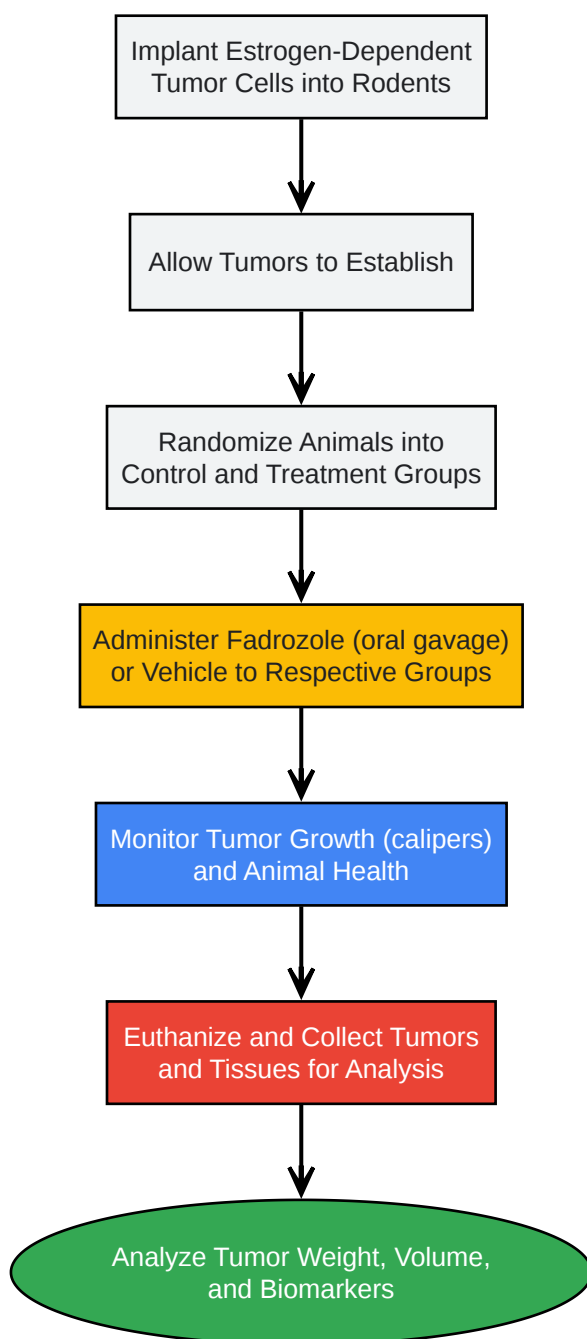 Implant Estrogen-Dependent
Tumor Cells into Rodents
Allow Tumors to Establish
Randomize Animals into
Control and Treatment Groups
Administer Fadrozole (oral gavage)
or Vehicle to Respective Groups
Monitor Tumor Growth (calipers)
and Animal Health
Euthanize and Collect Tumors
and Tissues for Analysis
Analyze Tumor Weight, Volume,
and Biomarkers